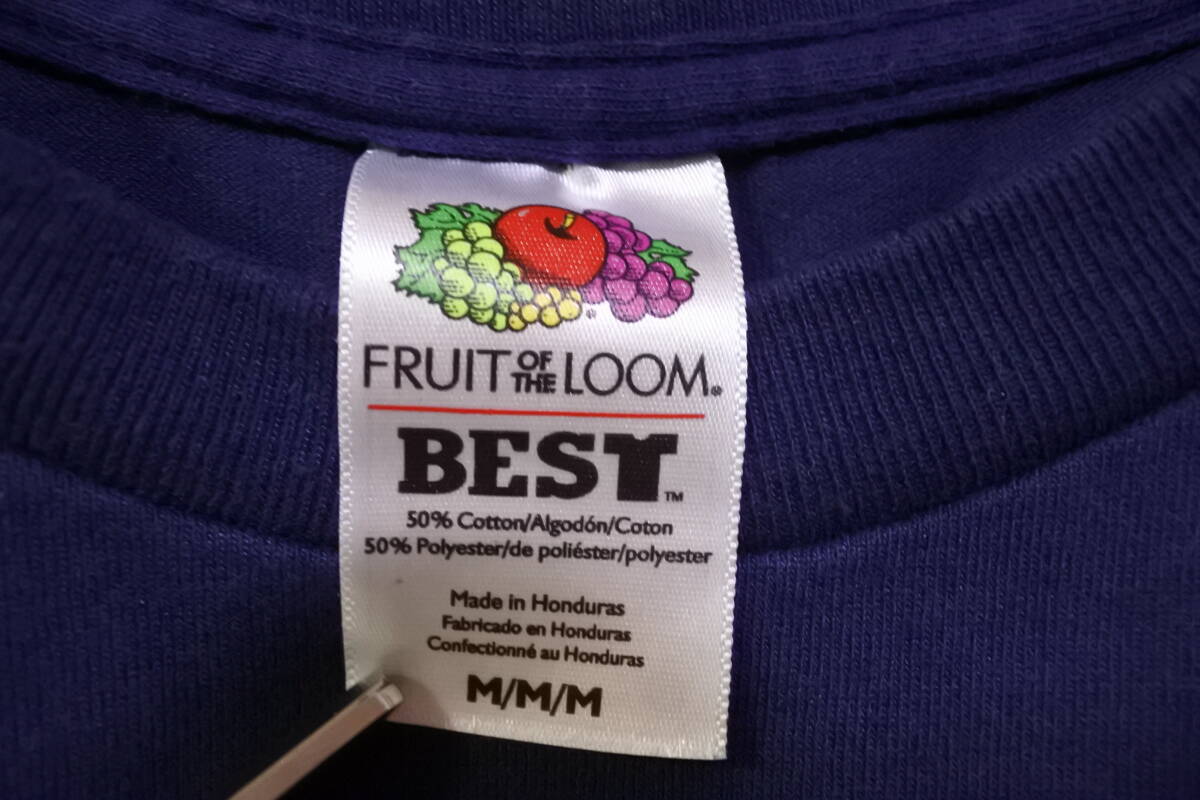 FRUIT OF THE LOOM®
BEST™
50% Cotton/Algodón/Coton
50% Polyester/de poliéster/polyester
Made in Honduras
Fabricado en Honduras
Confectionné au Honduras
M/M/M